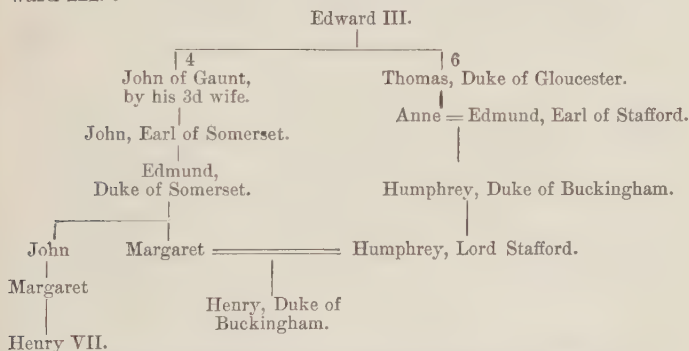 Edward III.
4
6
John of Gaunt,
by his 3d wife.
Thomas, Duke of Gloucester.
John, Earl of Somerset.
Anne = Edmund, Earl of Stafford.
Edmund,
Duke of Somerset.
Humphrey, Duke of Buckingham.
John
Margaret
Humphrey, Lord Stafford.
Margaret
Henry, Duke of
Buckingham.
Henry VII.